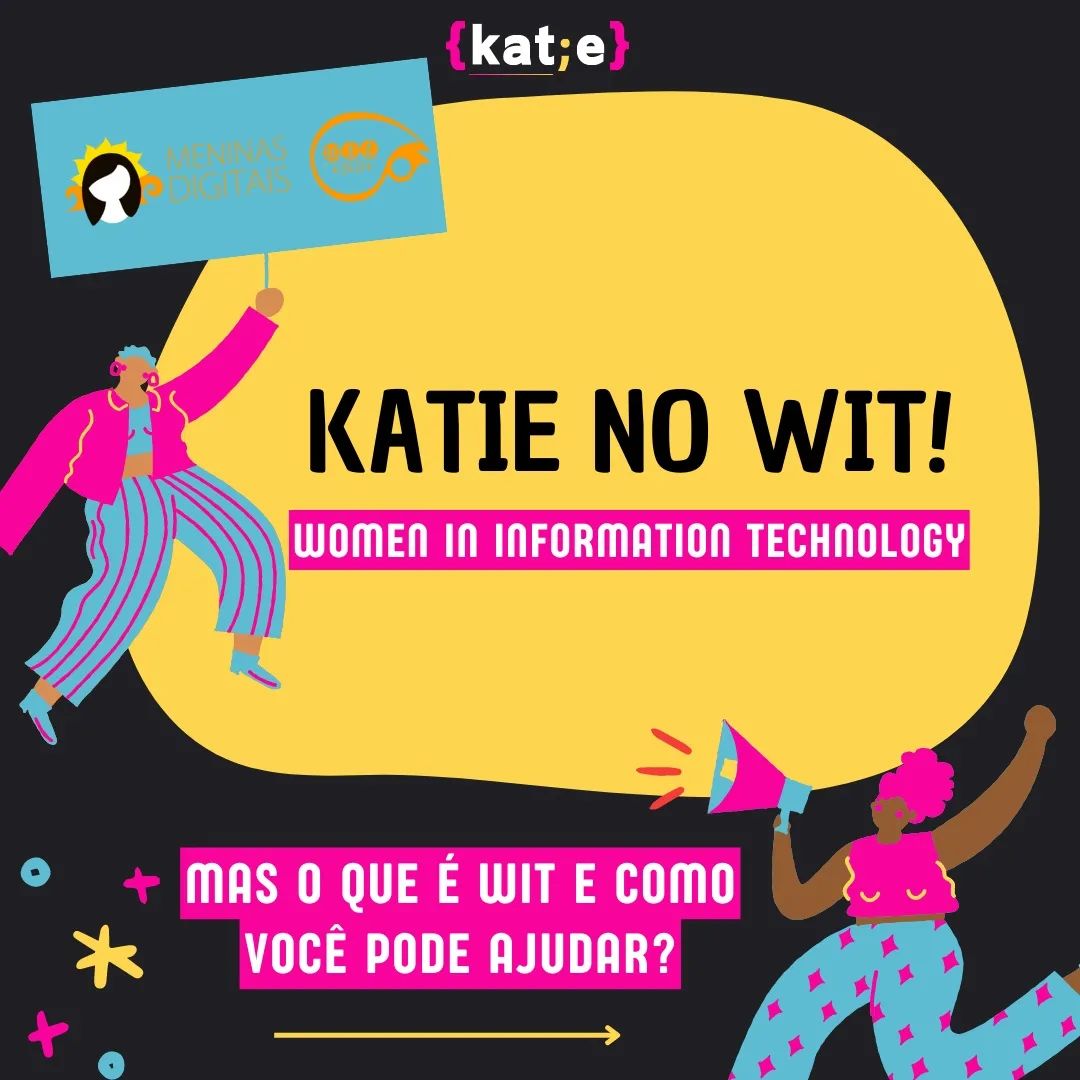 {kat;e}
MENINAS
DIGITAIS
KATIE NO WIT!
WOMEN IN INFORMATION TECHNOLOGY
MAS O QUE É WIT E COMO
VOCÊ PODE AJUDAR?